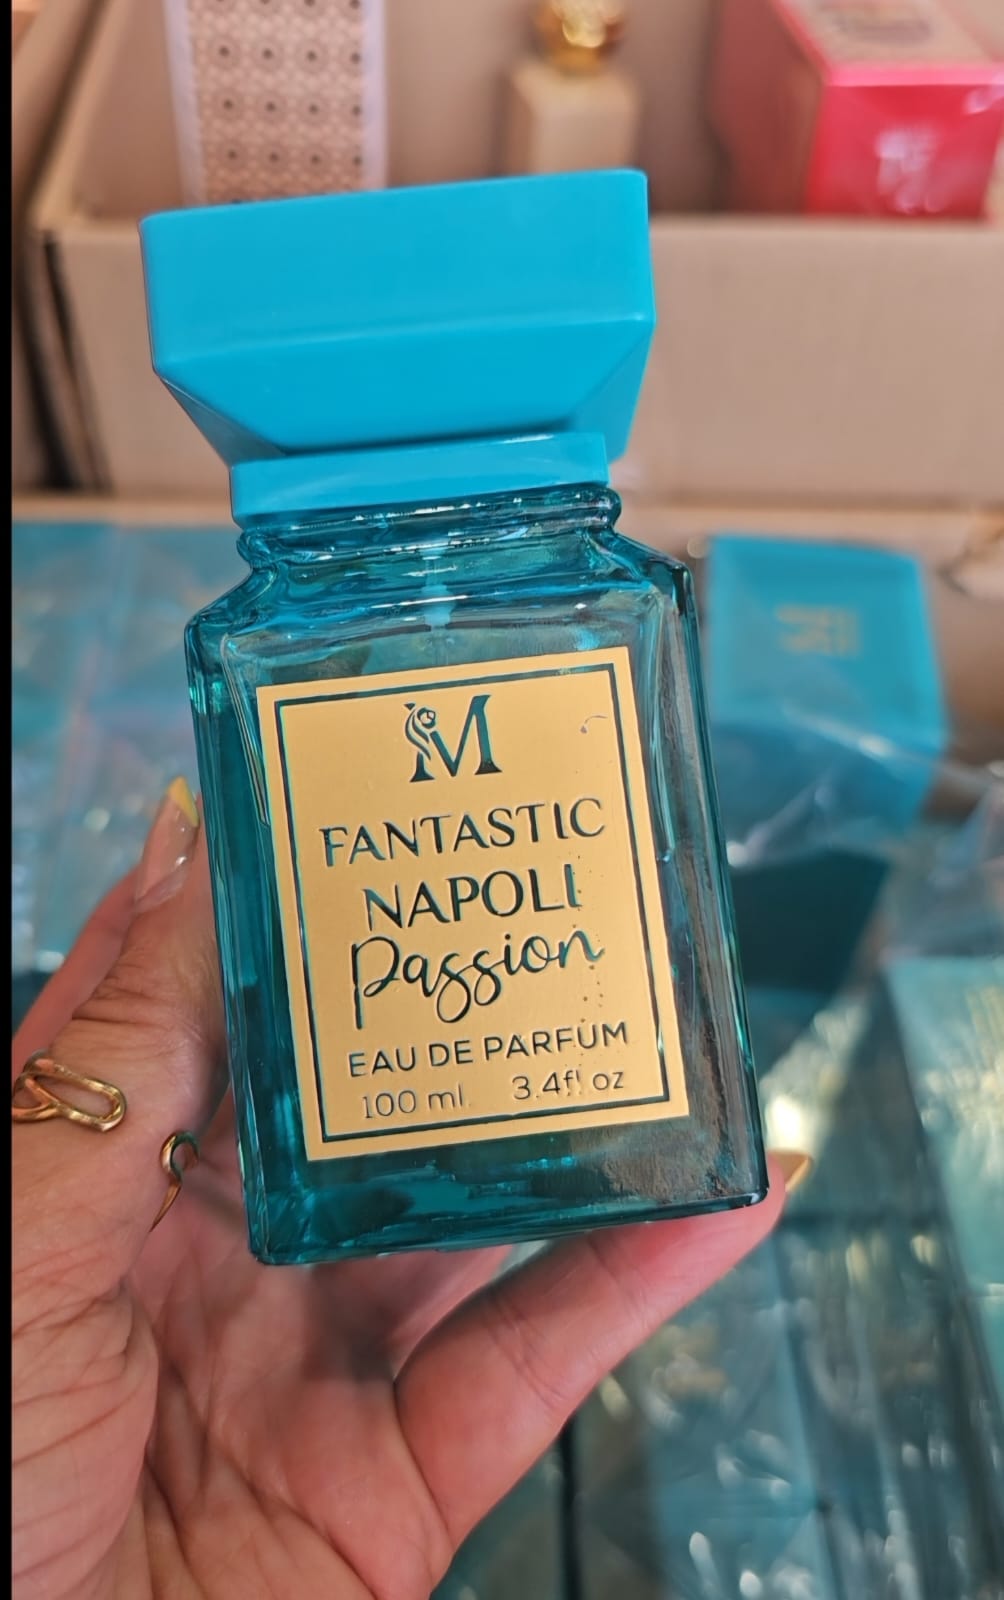 M
FANTASTIC
NAPOLI
Passion
EAU DE PARFUM
100 ml. 3.4fl oz